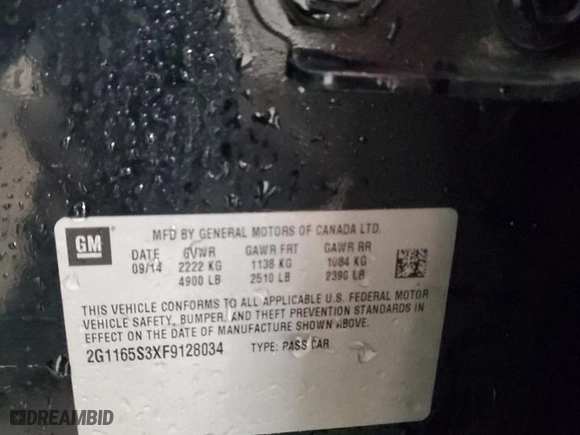 MFD BY GENERAL MOTORS OF CANADA LTD.
GM
DATE GVWR GAWR FRT GAWR RR
09/14 2222 KG 1138 KG 1084 KG
4900 LB 2510 LB 2390 LB
THIS VEHICLE CONFORMS TO ALL APPLICABLE U.S. FEDERAL MOTOR
VEHICLE SAFETY, BUMPER, AND THEFT PREVENTION STANDARDS IN
EFFECT ON THE DATE OF MANUFACTURE SHOWN ABOVE.
2G1165S3XF9128034 TYPE: PASS CAR
DREAMBID